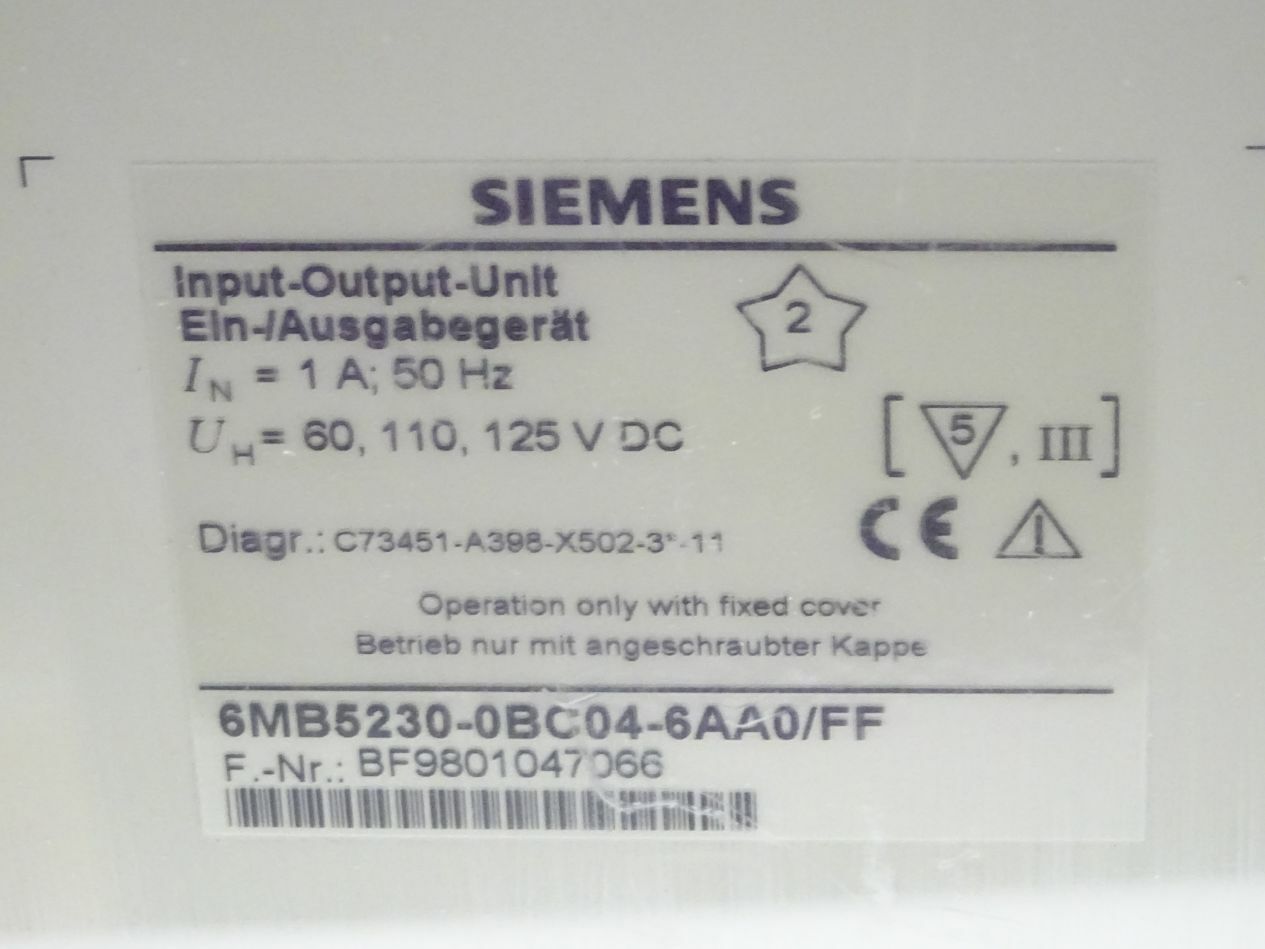 SIEMENS
Input-Output-Unit
Ein-/Ausgabegerät
2
I_N = 1 A; 50 Hz
U_H = 60, 110, 125 V DC
[ 5, III ]
Diagr.: C73451-A398-X502-3*-11
CE
Operation only with fixed cover
Betrieb nur mit angeschraubter Kappe
6MB5230-0BC04-6AA0/FF
F.-Nr.: BF9801047066